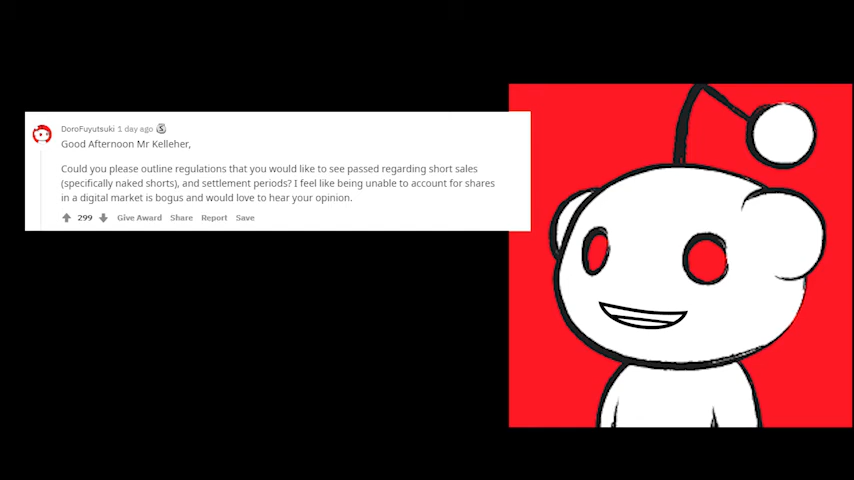 DoroFuyutsuki 1 day ago
Good Afternoon Mr Kelleher,
Could you please outline regulations that you would like to see passed regarding short sales
(specifically naked shorts), and settlement periods? I feel like being unable to account for shares
in a digital market is bogus and would love to hear your opinion.
299 Give Award Share Report Save